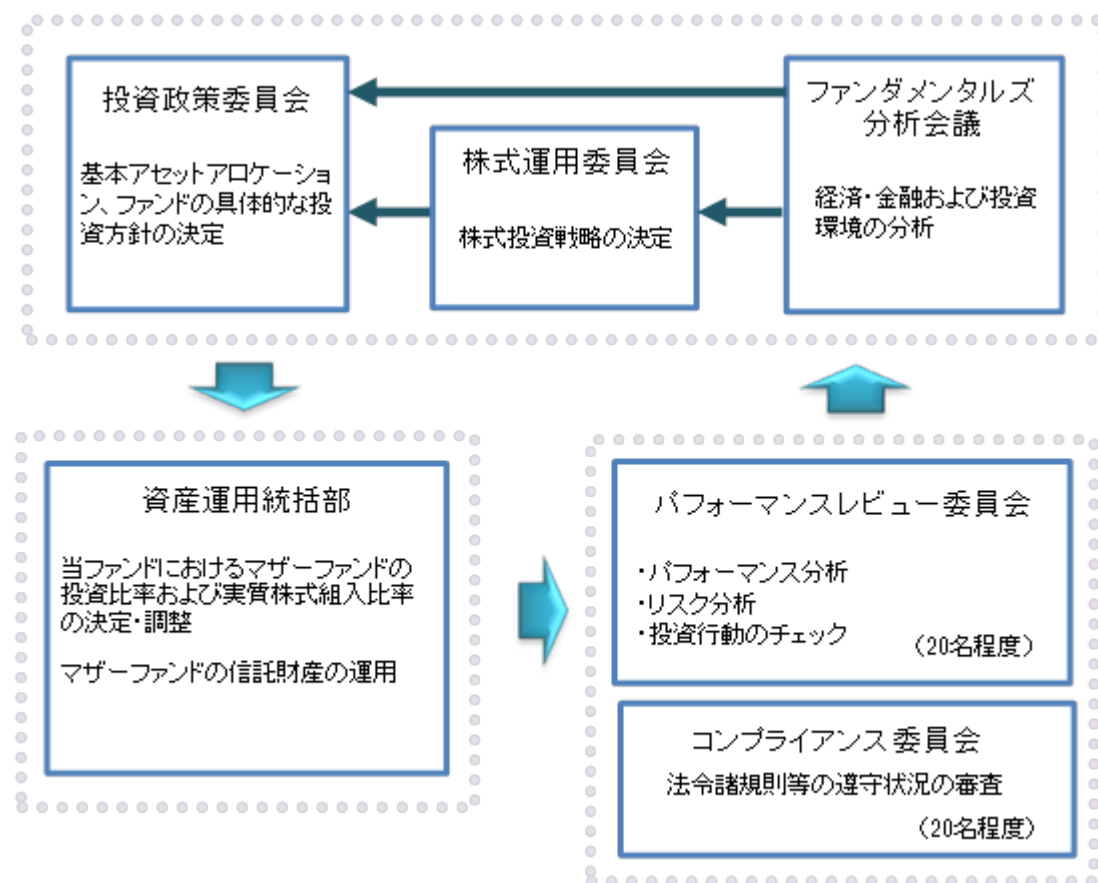 投資政策委員会
基本アセットアロケーショ
ン、ファンドの具体的な投
資方針の決定
株式運用委員会
株式投資戦略の決定
ファンダメンタルズ
分析会議
経済・金融および投資
環境の分析
資産運用統括部
当ファンドにおけるマザーファンドの
投資比率および実質株式組入比率
の決定・調整
マザーファンドの信託財産の運用
パフォーマンスレビュー委員会
・パフォーマンス分析
・リスク分析
・投資行動のチェック
（20名程度）
コンプライアンス委員会
法令諸規則等の遵守状況の審査
（20名程度）